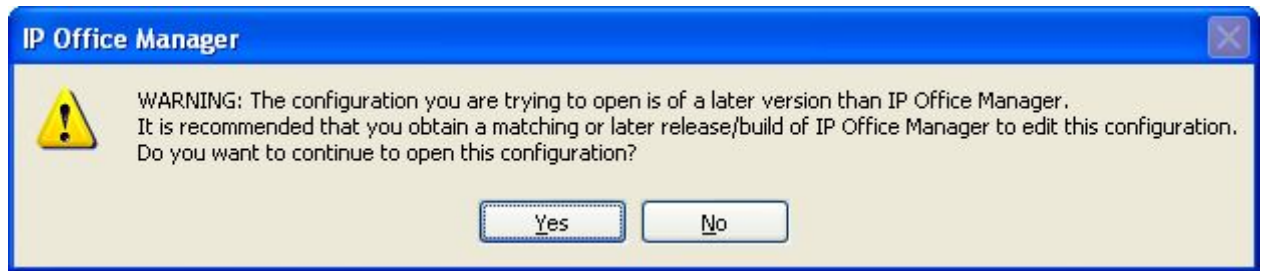 IP Office Manager
WARNING: The configuration you are trying to open is of a later version than IP Office Manager.
It is recommended that you obtain a matching or later release/build of IP Office Manager to edit this configuration.
Do you want to continue to open this configuration?
Yes No